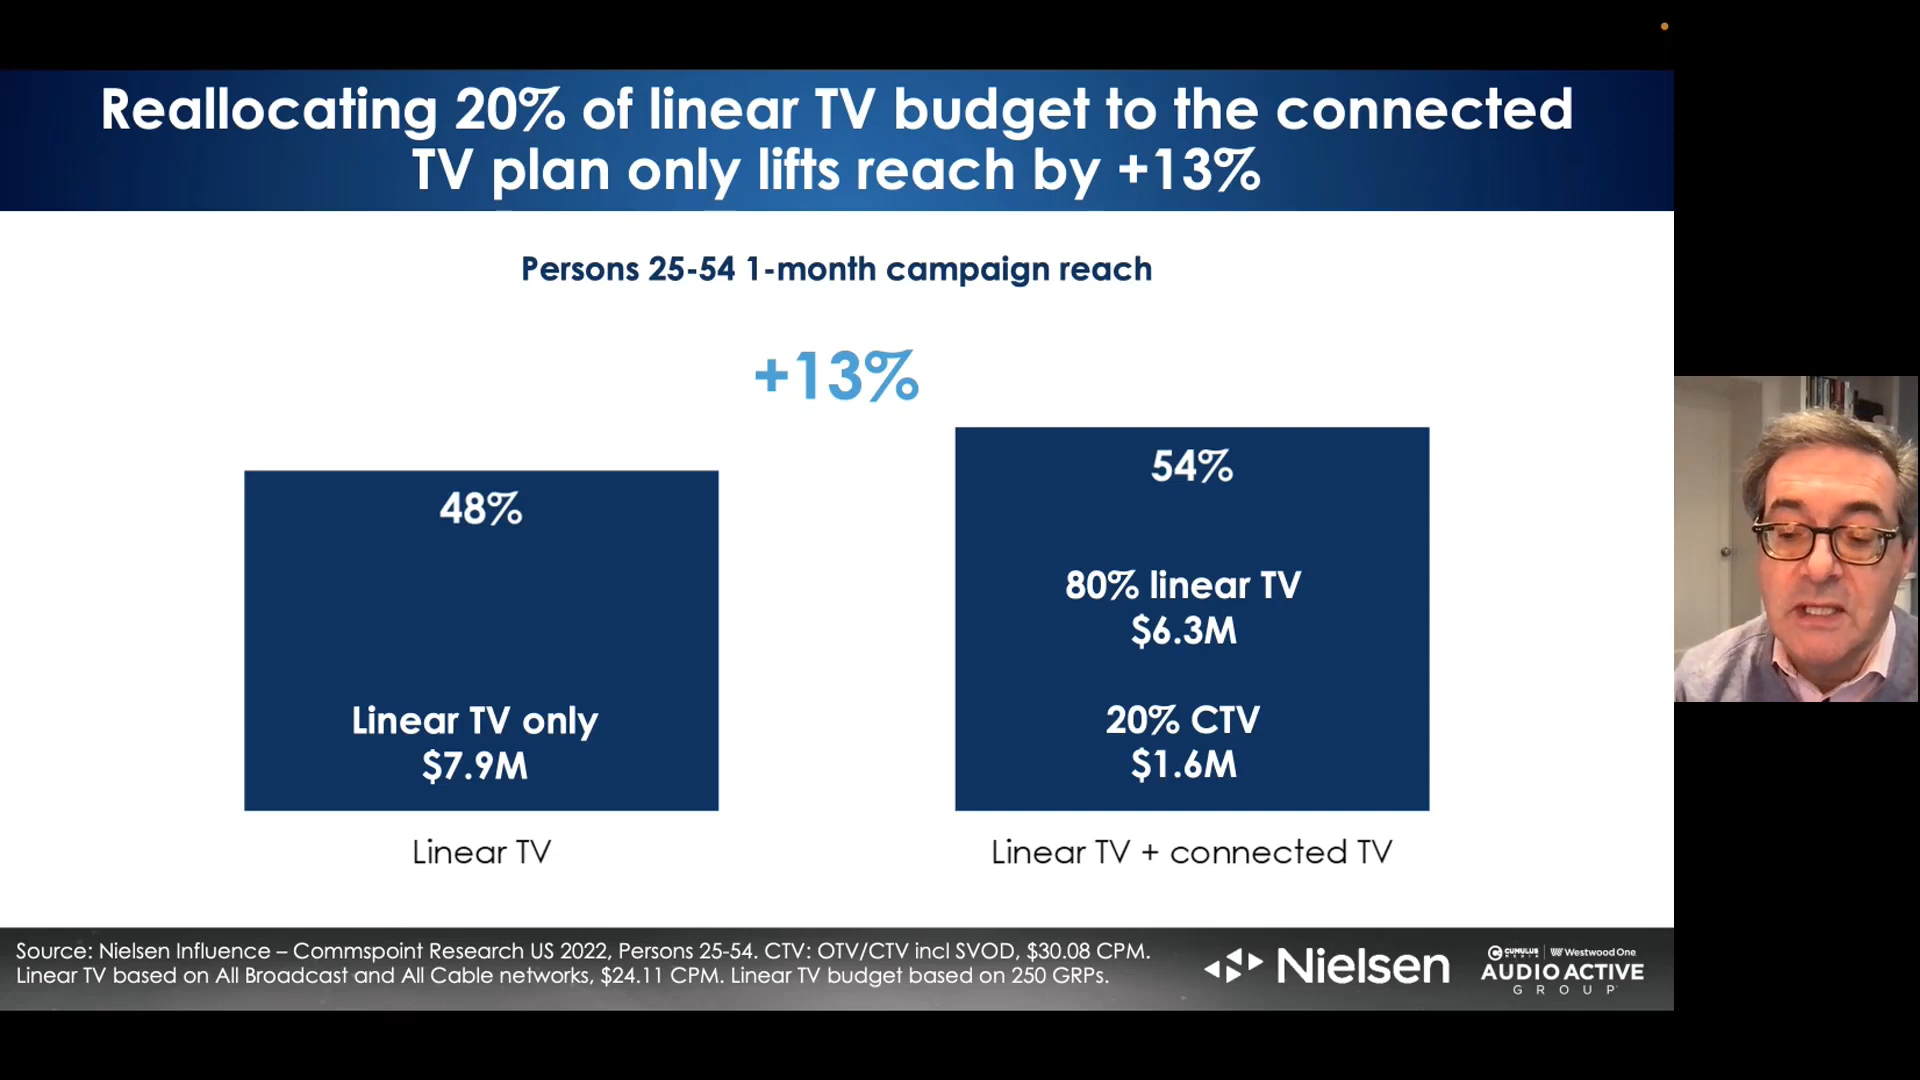 Reallocating 20% of linear TV budget to the connected
TV plan only lifts reach by +13%
Persons 25-54 1-month campaign reach
+13%
48%
Linear TV only
$7.9M
54%
80% linear TV
$6.3M
20% CTV
$1.6M
Linear TV
Linear TV + connected TV
Source: Nielsen Influence – Commspoint Research US 2022, Persons 25-54. CTV: OTV/CTV incl SVOD, $30.08 CPM.
Linear TV based on All Broadcast and All Cable networks, $24.11 CPM. Linear TV budget based on 250 GRPs.
Nielsen
CUMULUS MEDIA | Westwood One
AUDIO ACTIVE
GROUP